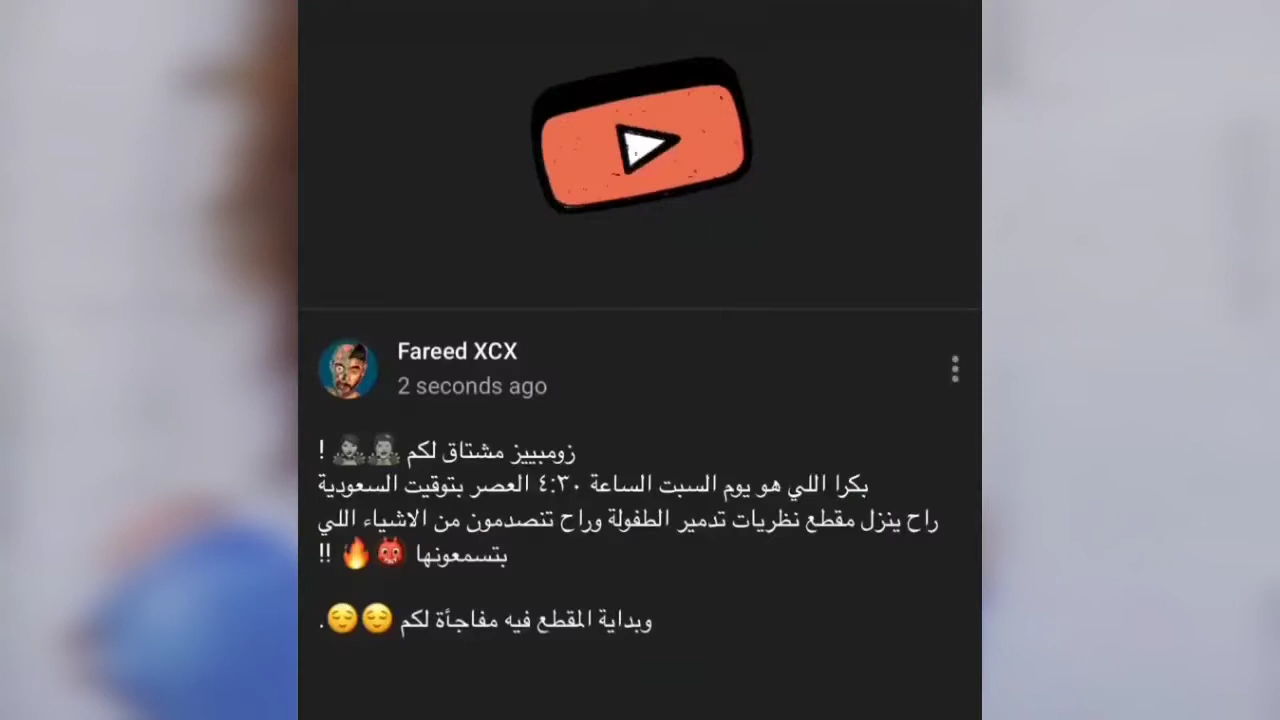 Fareed XCX
2 seconds ago
زومبييز مشتاق لكم 🧟‍♀️🧟‍♂️ !
بكرا اللي هو يوم السبت الساعة ٤:٣٠ العصر بتوقيت السعودية
راح ينزل مقطع نظريات تدمير الطفولة وراح تنصدمون من الاشياء اللي
بتسمعونها 👹🔥 !!
وبداية المقطع فيه مفاجأة لكم 😌😌.